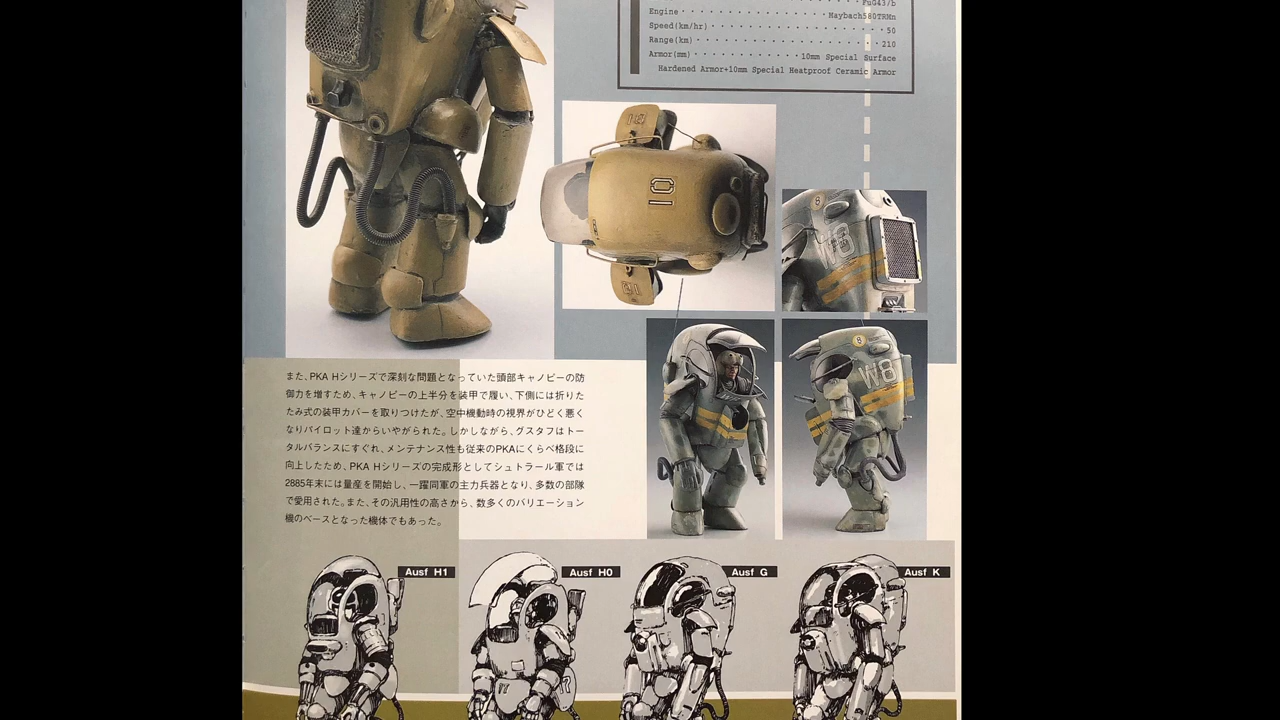 FuG43/b
Engine Haybach580TRMn
Speed(km/hr) 50
Range(km) 210
Armor(mm) 10mm Special Surface
Hardened Armor+10mm Special Heatproof Ceramic Armor
10
W8
8
8
W8
また、PKA Hシリーズで深刻な問題となっていた頭部キャノピーの防
御力を増すため、キャノピーの上半分を装甲で履い、下側には折りた
たみ式の装甲カバーを取りつけたが、空中機動時の視界がひどく悪く
なりパイロット達からいやがられた。しかしながら、グスタフはトー
タルバランスにすぐれ、メンテナンス性も従来のPKAにくらべ格段に
向上したため、PKA Hシリーズの完成形としてシュトラール軍では
2885年末には量産を開始し、一躍同軍の主力兵器となり、多数の部隊
で愛用された。また、その汎用性の高さから、数多くのバリエーション
機のベースとなった機体でもあった。
Ausf H1
Ausf H0
Ausf G
Ausf K